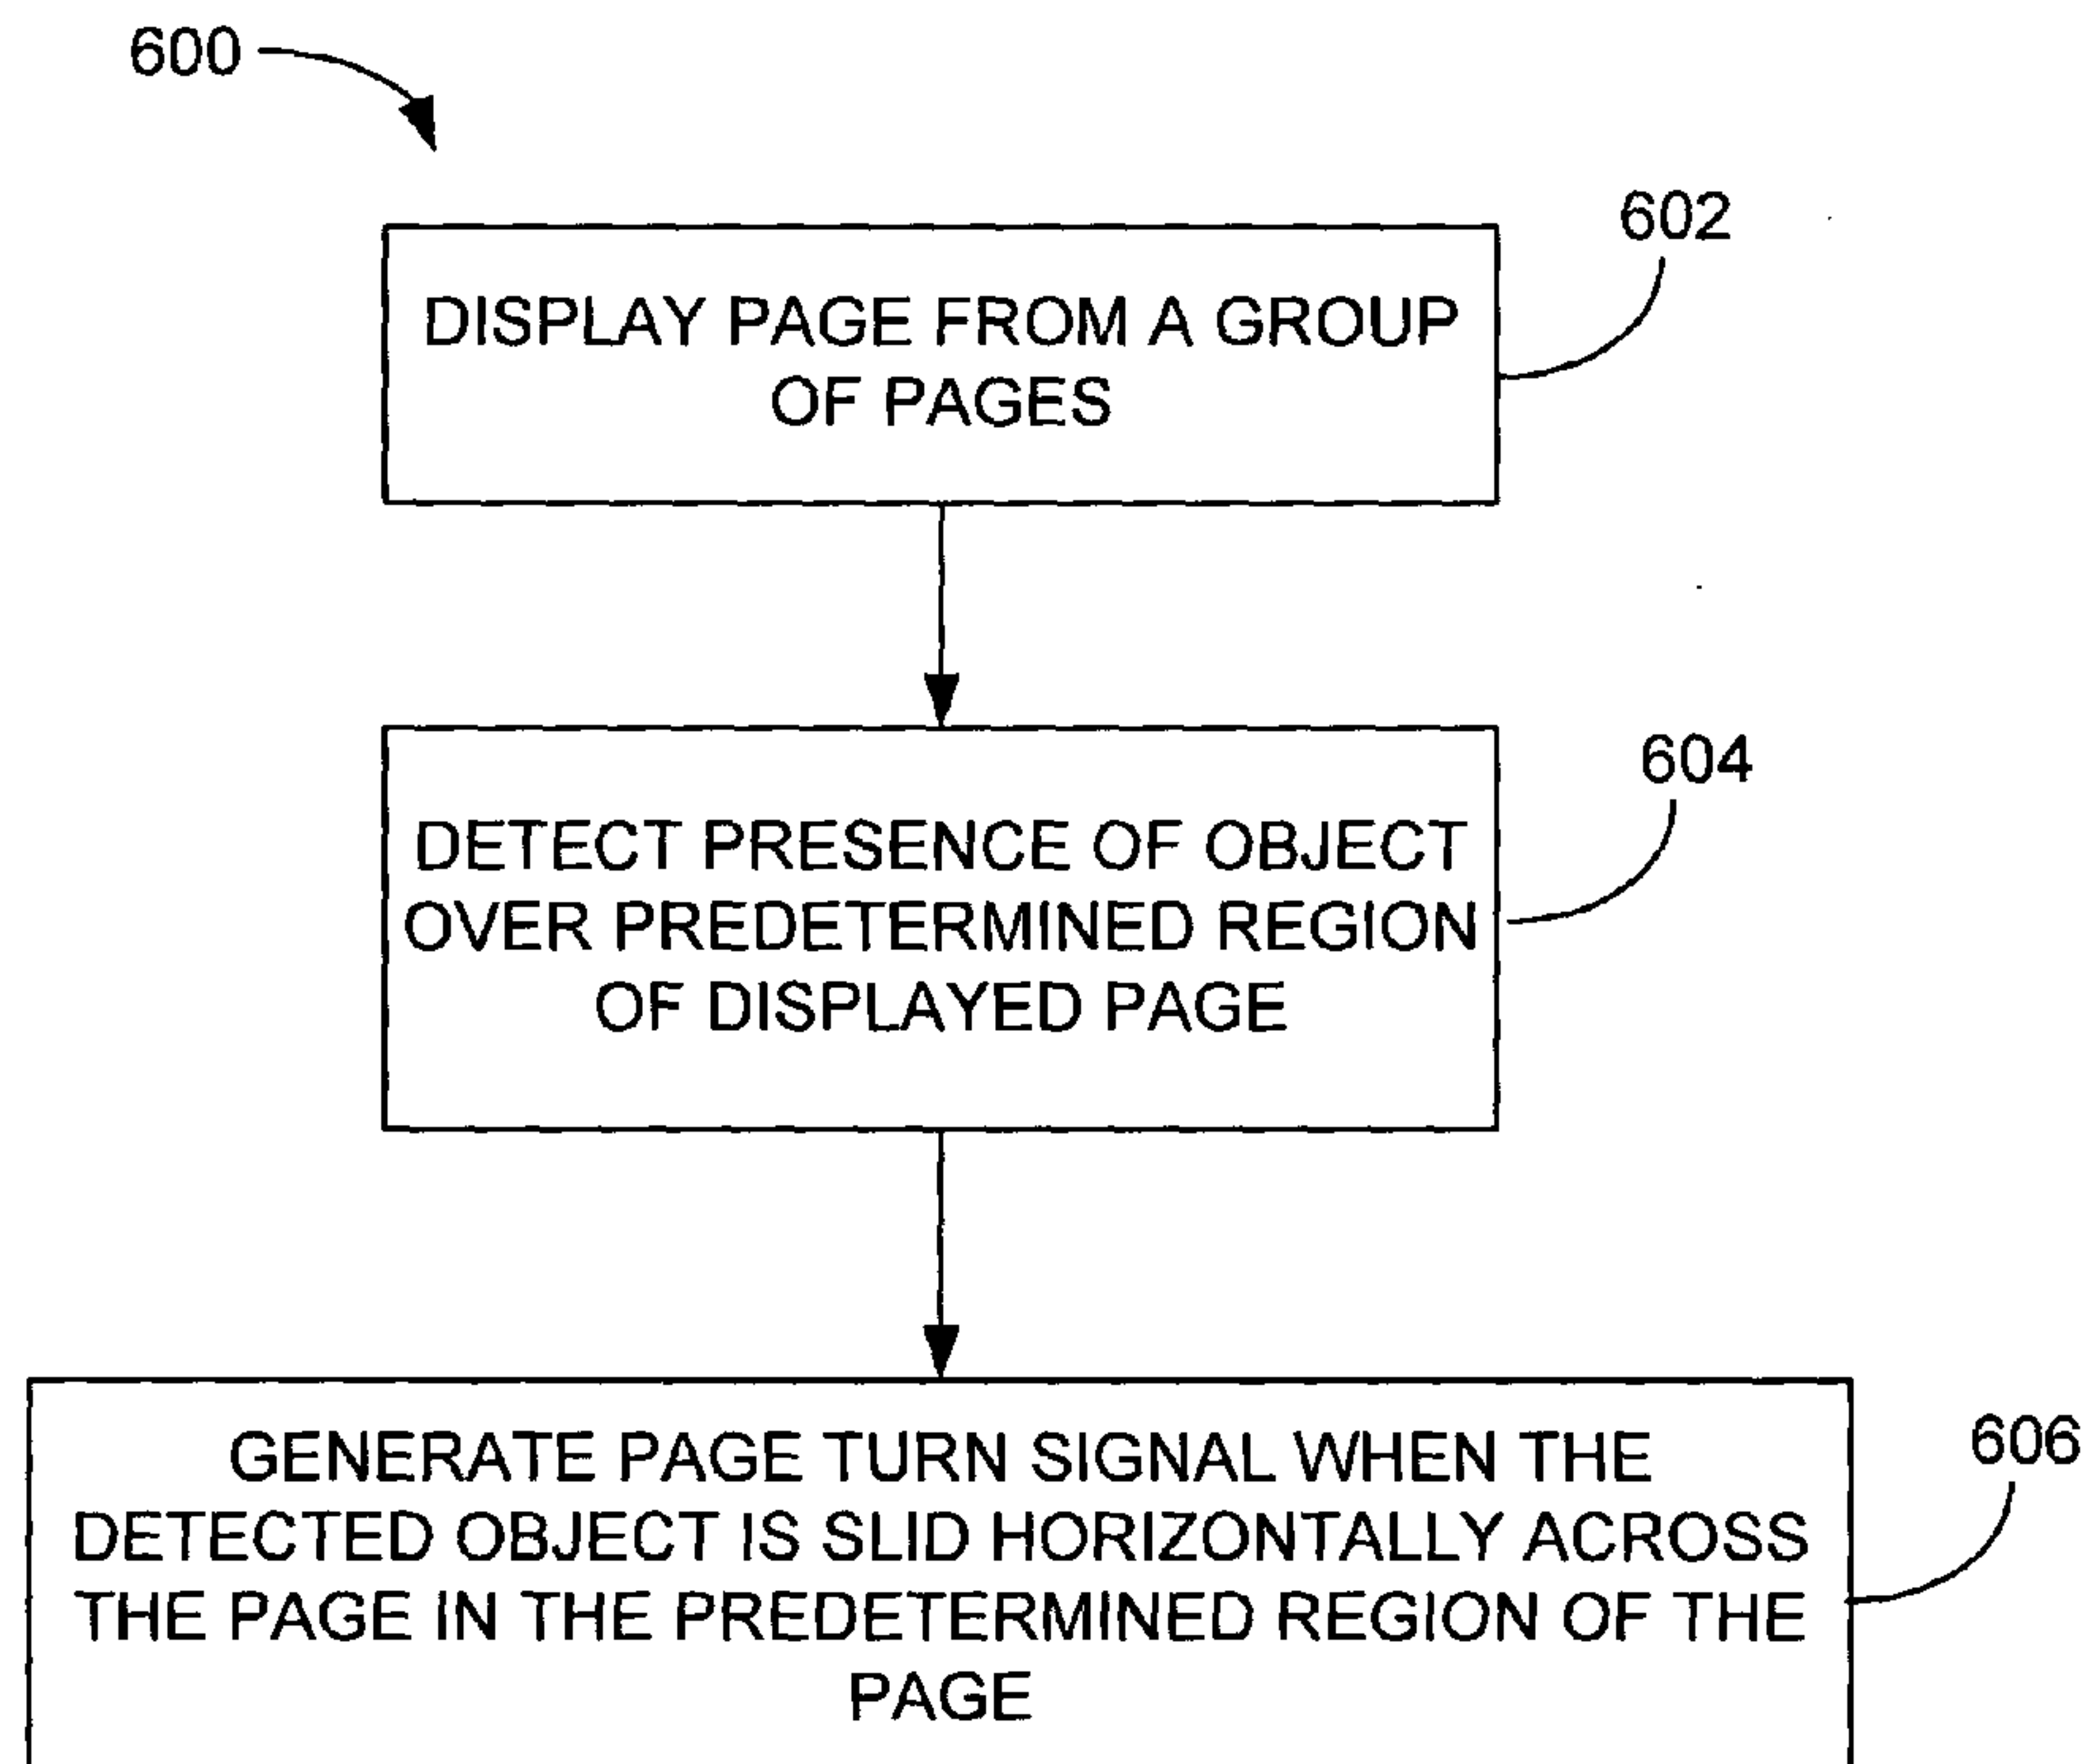 600
602
DISPLAY PAGE FROM A GROUP
OF PAGES
604
DETECT PRESENCE OF OBJECT
OVER PREDETERMINED REGION
OF DISPLAYED PAGE
606
GENERATE PAGE TURN SIGNAL WHEN THE
DETECTED OBJECT IS SLID HORIZONTALLY ACROSS
THE PAGE IN THE PREDETERMINED REGION OF THE
PAGE